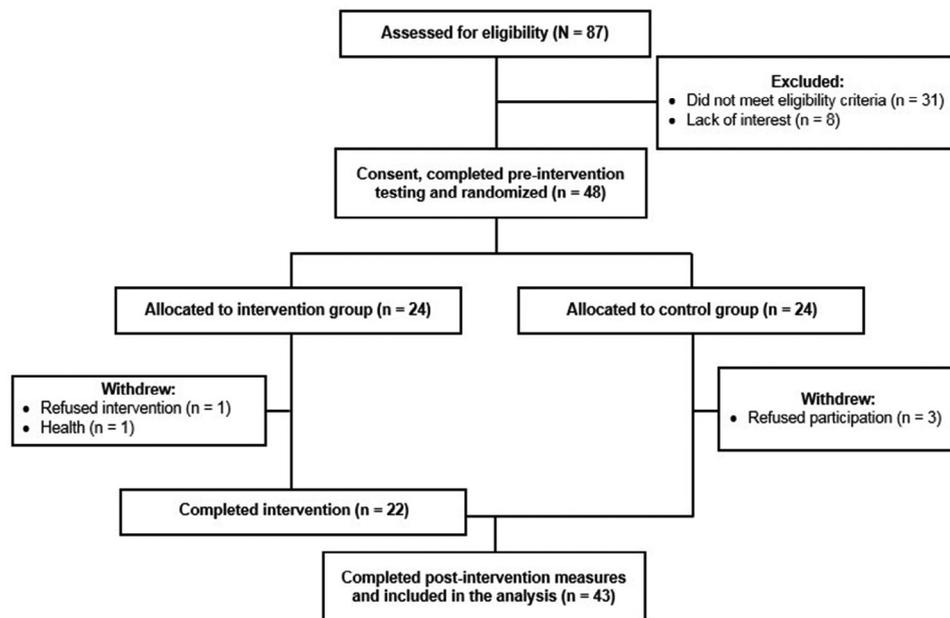 Assessed for eligibility (N = 87)
Excluded:
• Did not meet eligibility criteria (n = 31)
• Lack of interest (n = 8)
Consent, completed pre-intervention
testing and randomized (n = 48)
Allocated to intervention group (n = 24)
Allocated to control group (n = 24)
Withdrew:
• Refused intervention (n = 1)
• Health (n = 1)
Withdrew:
• Refused participation (n = 3)
Completed intervention (n = 22)
Completed post-intervention measures
and included in the analysis (n = 43)